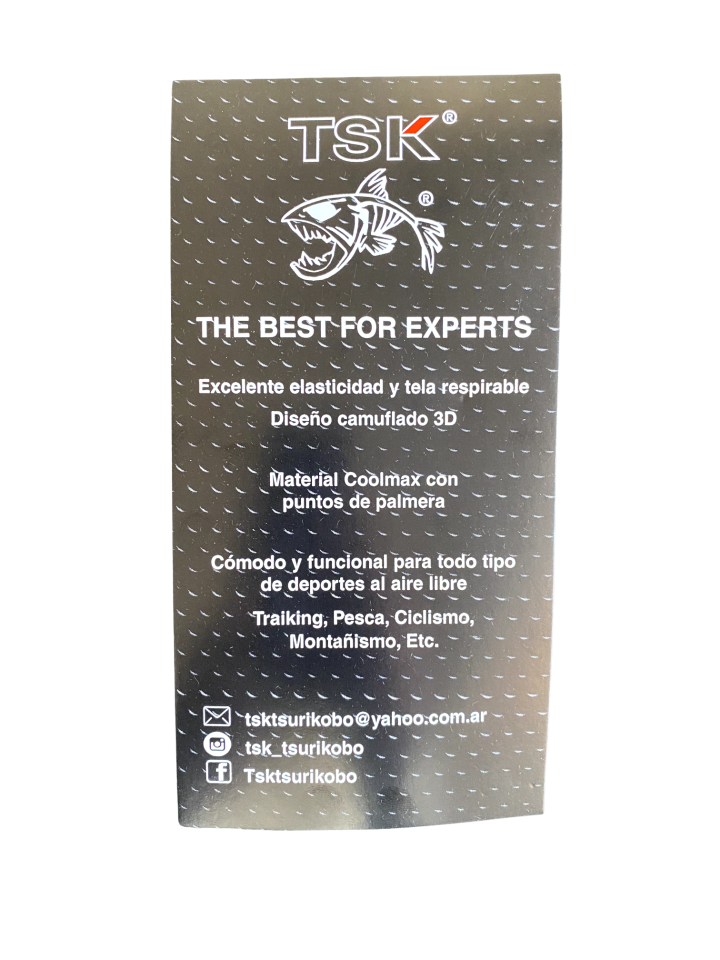 TSK®
®
THE BEST FOR EXPERTS
Excelente elasticidad y tela respirable
Diseño camuflado 3D
Material Coolmax con
puntos de palmera
Cómodo y funcional para todo tipo
de deportes al aire libre
Traiking, Pesca, Ciclismo,
Montañismo, Etc.
tsktsurikobo@yahoo.com.ar
tsk_tsurikobo
Tsktsurikobo